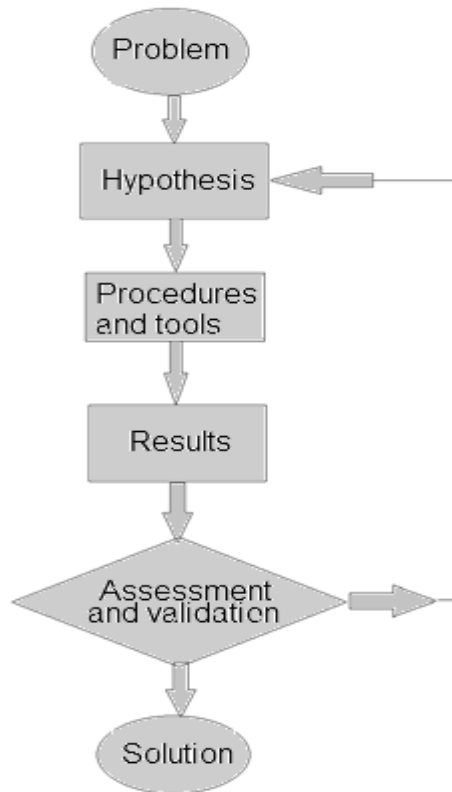 Problem
Hypothesis
Procedures
and tools
Results
Assessment
and validation
Solution